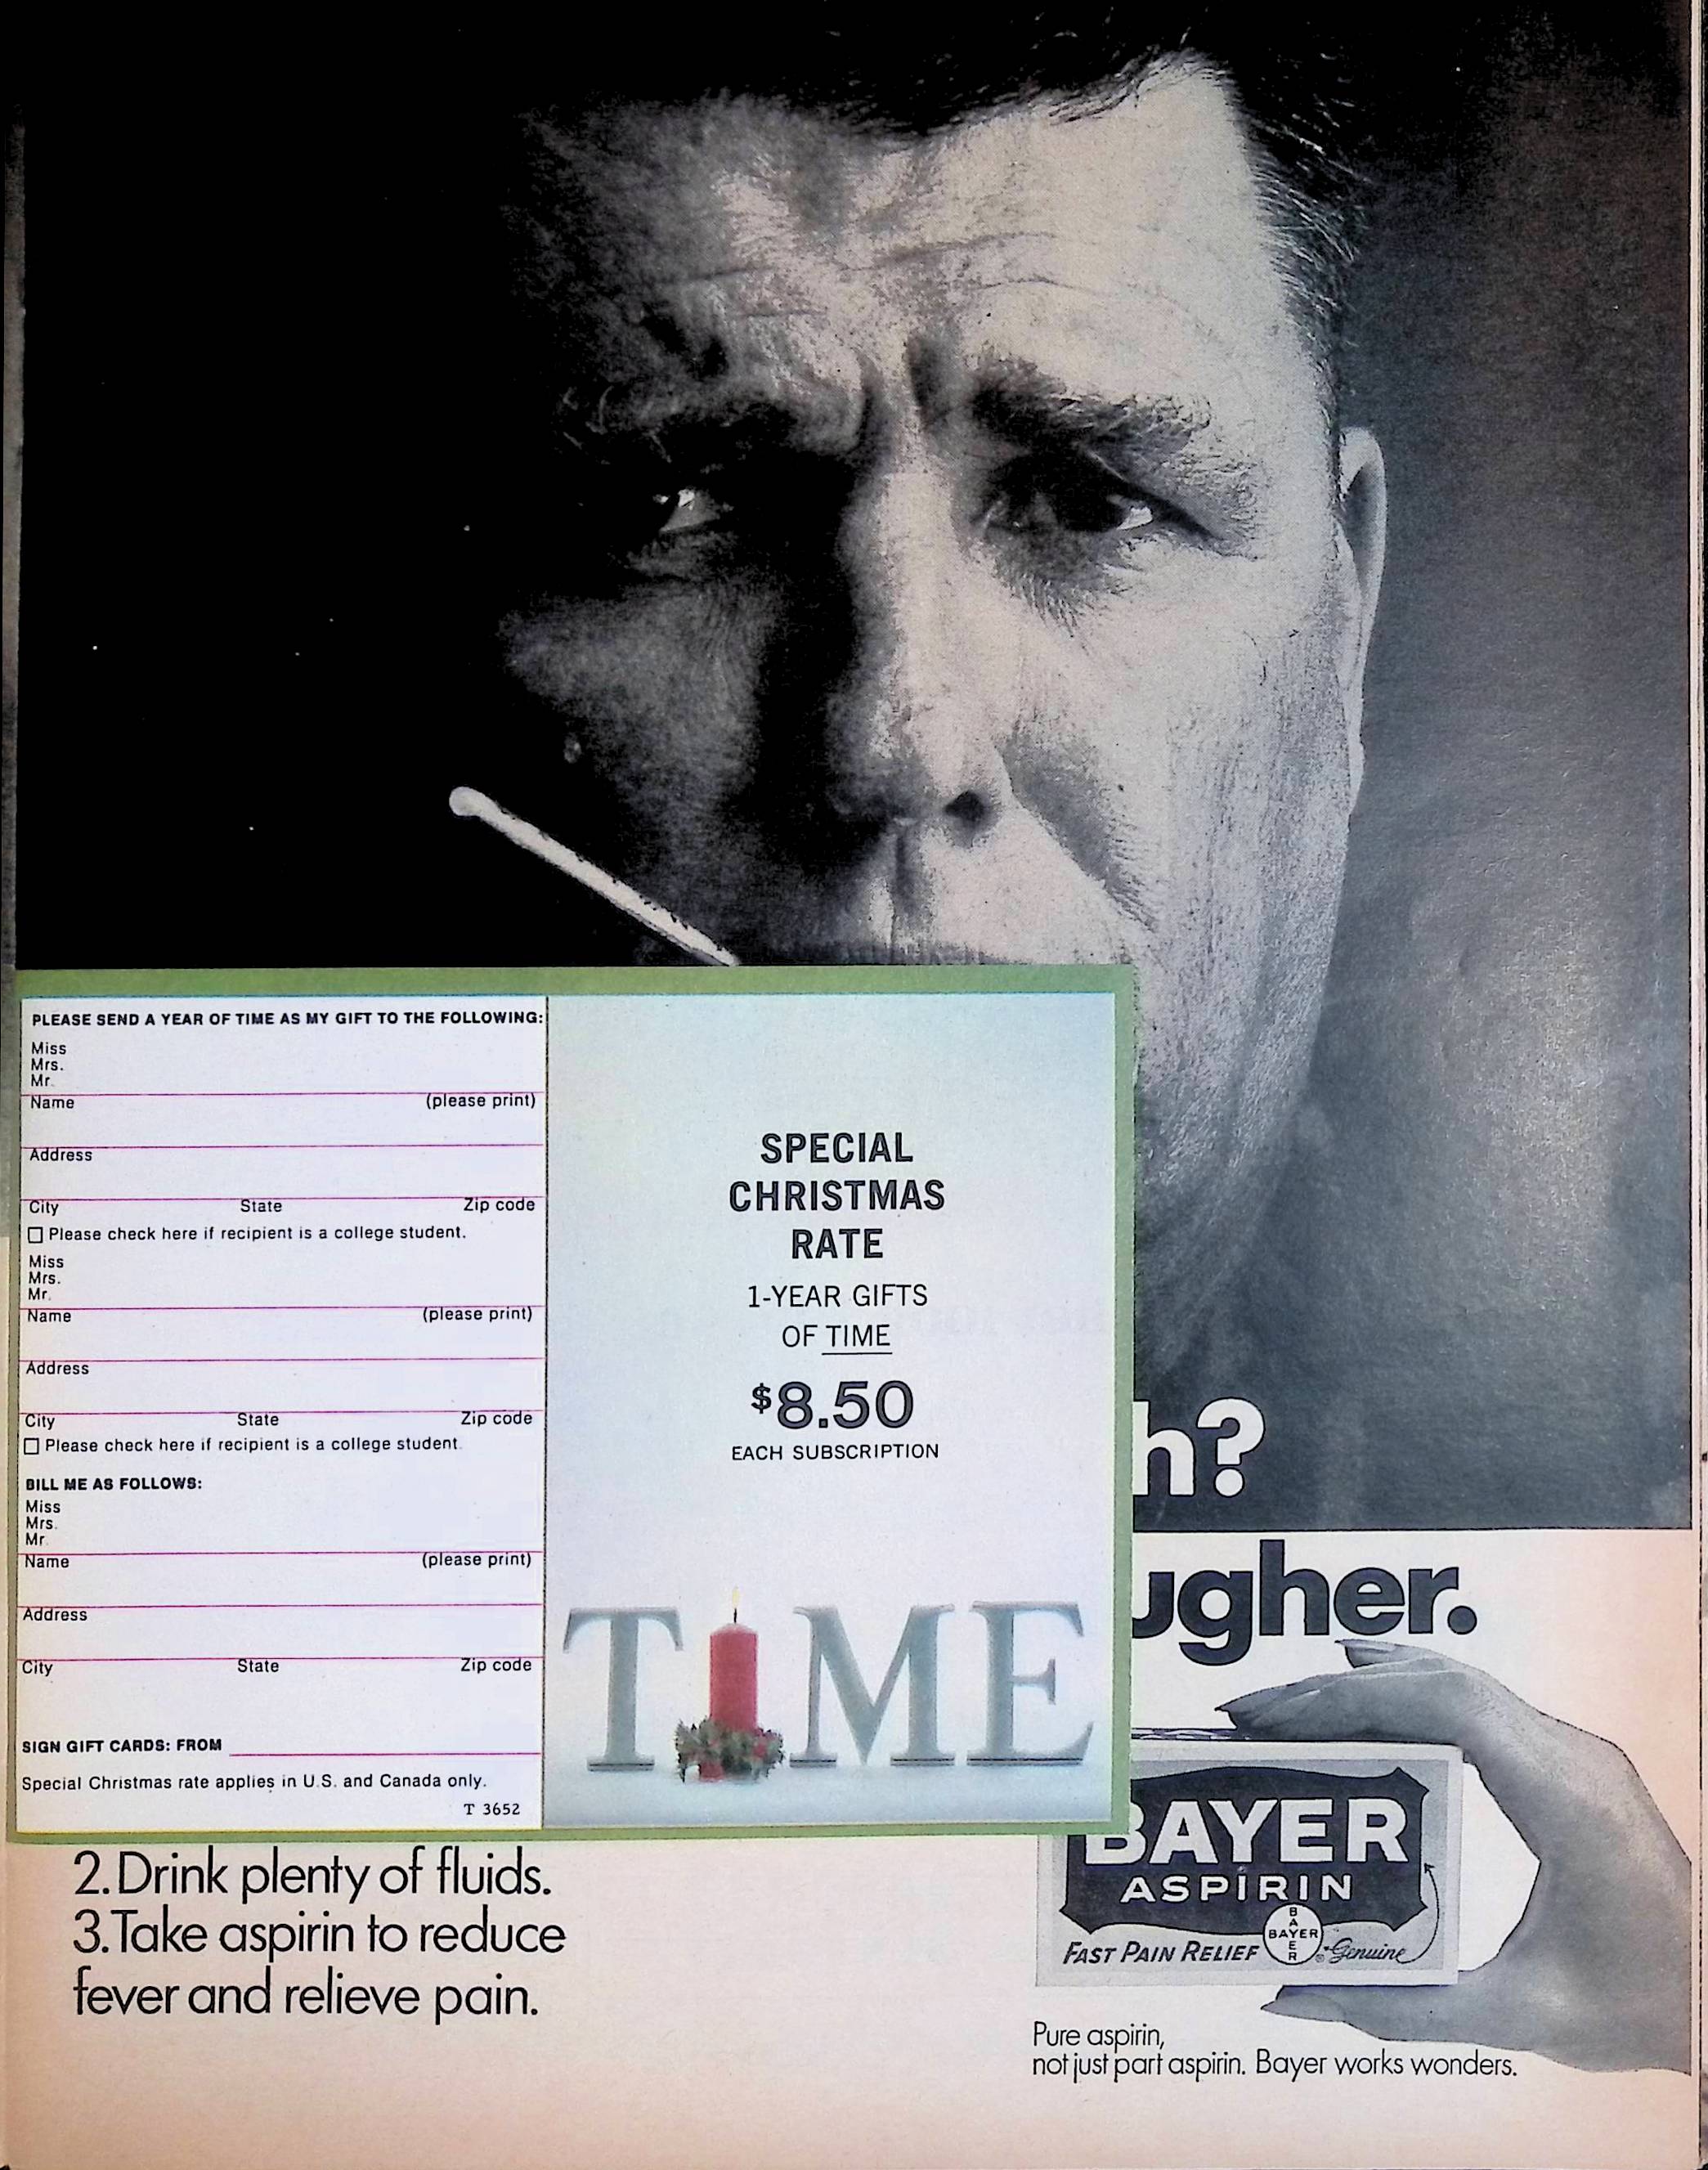 PLEASE SEND A YEAR OF TIME AS MY GIFT TO THE FOLLOWING:
Miss
Mrs.
Mr.
Name (please print)
Address
City State Zip code
Please check here if recipient is a college student.
Miss
Mrs.
Mr.
Name (please print)
Address
City State Zip code
Please check here if recipient is a college student.
BILL ME AS FOLLOWS:
Miss
Mrs.
Mr.
Name (please print)
Address
City State Zip code
SIGN GIFT CARDS: FROM
Special Christmas rate applies in U.S. and Canada only.
T 3652
SPECIAL
CHRISTMAS
RATE
1-YEAR GIFTS
OF TIME
$8.50
EACH SUBSCRIPTION
TIME
h?
ugher.
2. Drink plenty of fluids.
3. Take aspirin to reduce
fever and relieve pain.
BAYER
ASPIRIN
BAYER
BAYER
FAST PAIN RELIEF
Genuine
Pure aspirin,
not just part aspirin. Bayer works wonders.